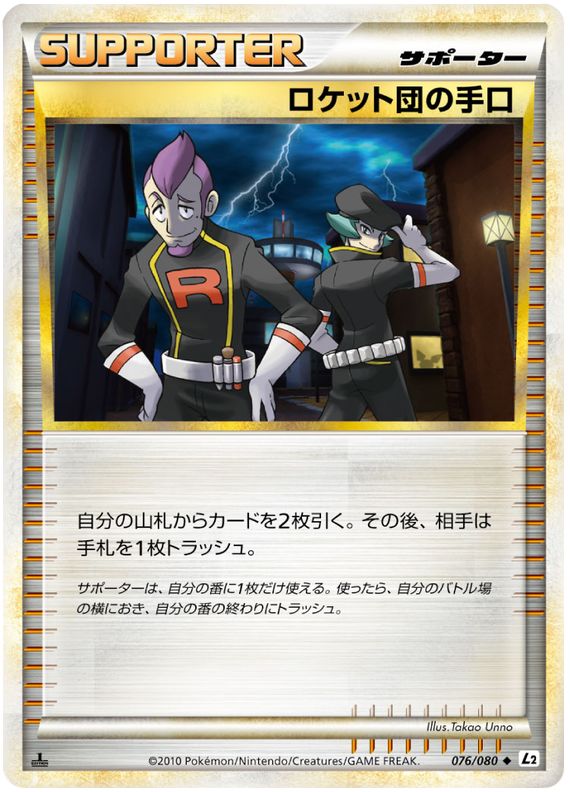 SUPPORTER サポーター
ロケット団の手口
R
自分の山札からカードを2枚引く。その後、相手は
手札を1枚トラッシュ。
サポーターは、自分の番に1枚だけ使える。使ったら、自分のバトル場
の横におき、自分の番の終わりにトラッシュ。
Illus.Takao Unno
1 EDITION ©2010 Pokémon/Nintendo/Creatures/GAME FREAK. 076/080 ◆ L2